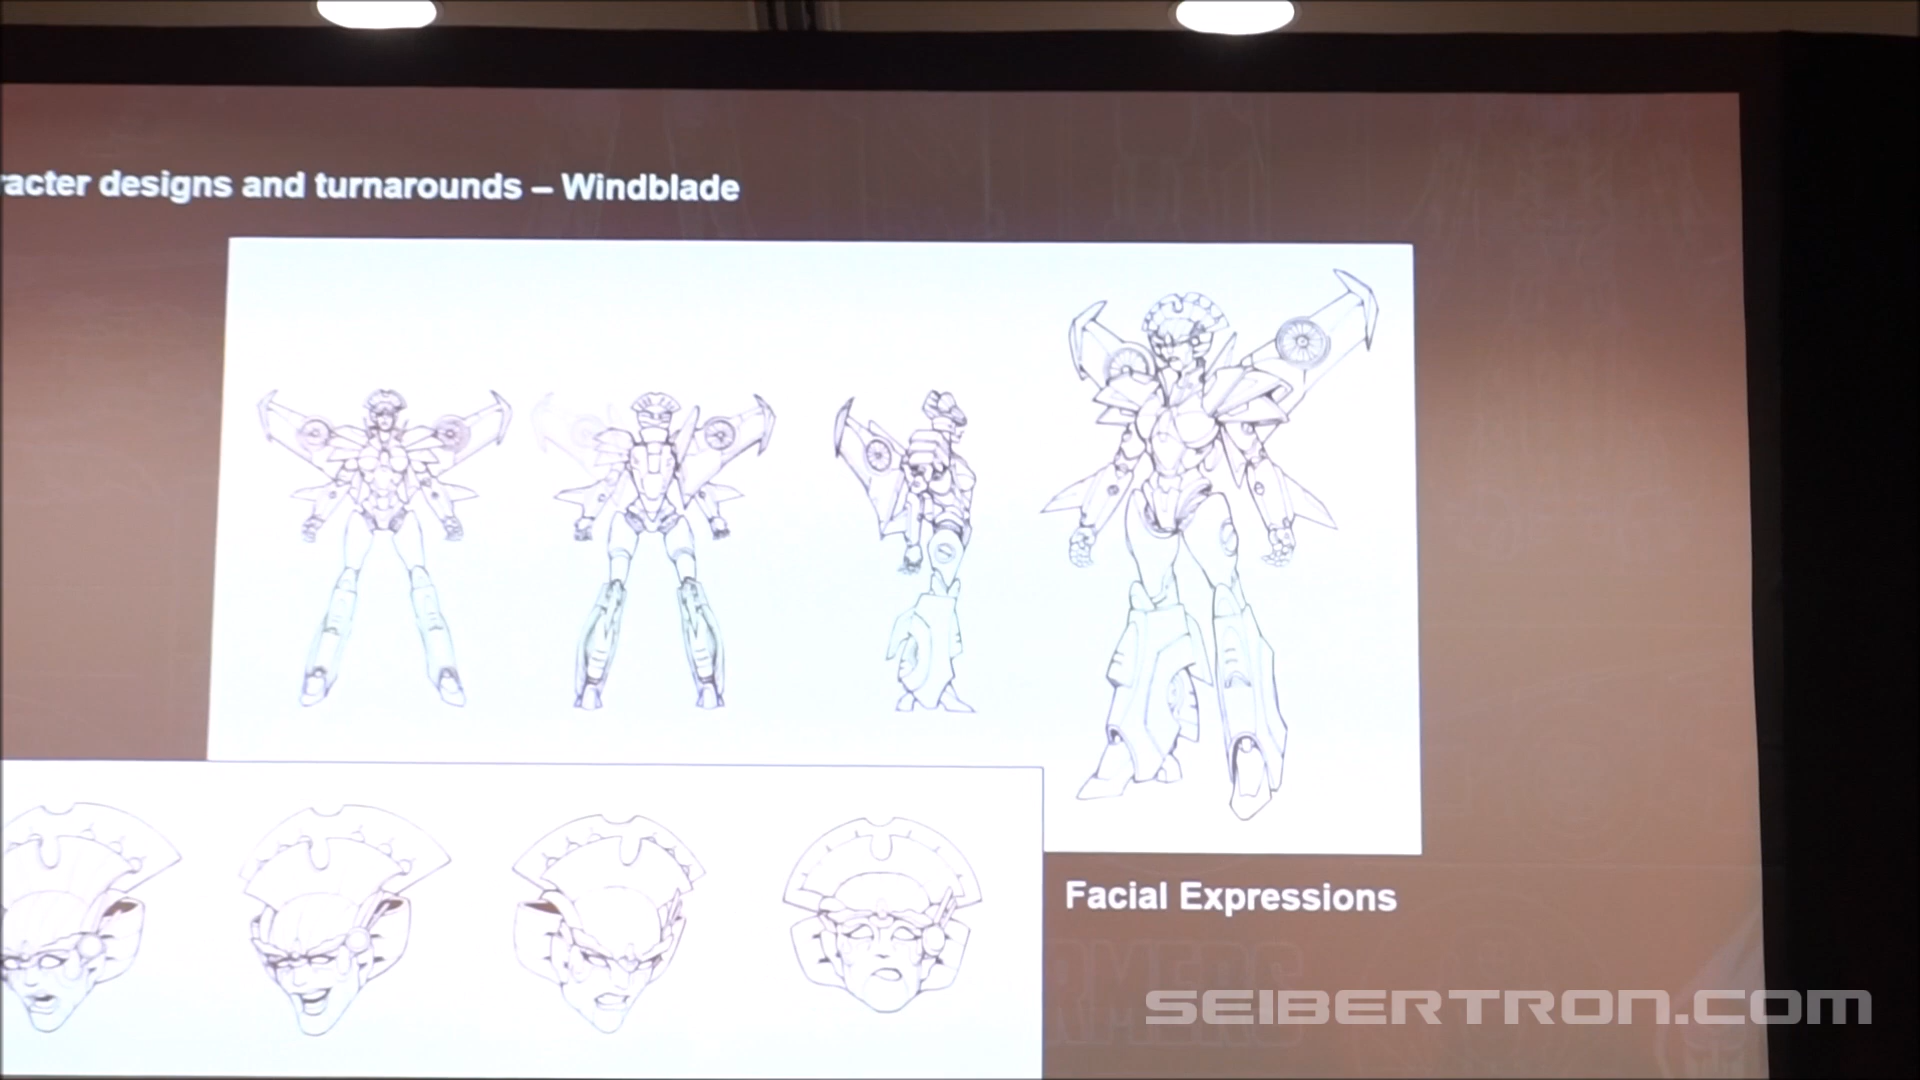 racter designs and turnarounds – Windblade
Facial Expressions
SEIBERTRON.COM